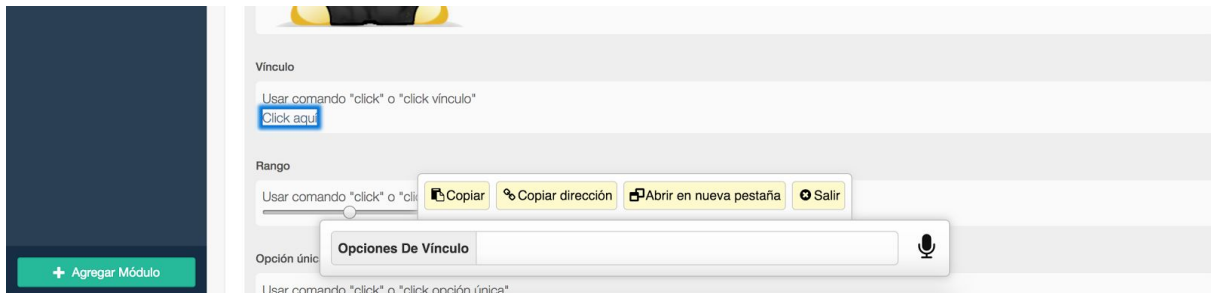 Vínculo
Usar comando "click" o "click vínculo"
Click aquí
Rango
Usar comando "click" o "clic
Copiar
Copiar dirección
Abrir en nueva pestaña
Salir
Opciones De Vínculo
Opción únic
Usar comando "click" o "click opción única"
Agregar Módulo